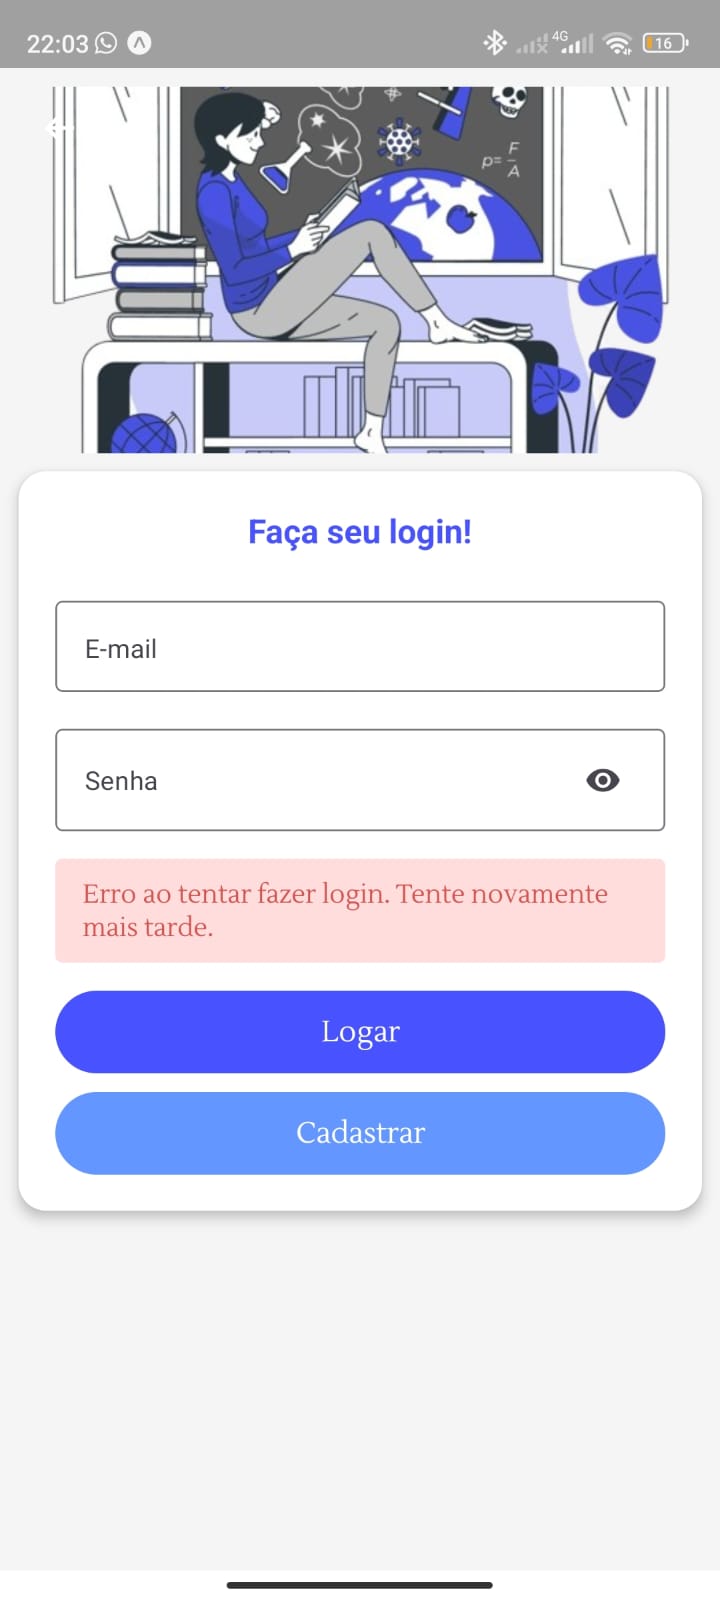 22:03
4G
16
p= F
A
Faça seu login!
E-mail
Senha
Erro ao tentar fazer login. Tente novamente
mais tarde.
Logar
Cadastrar